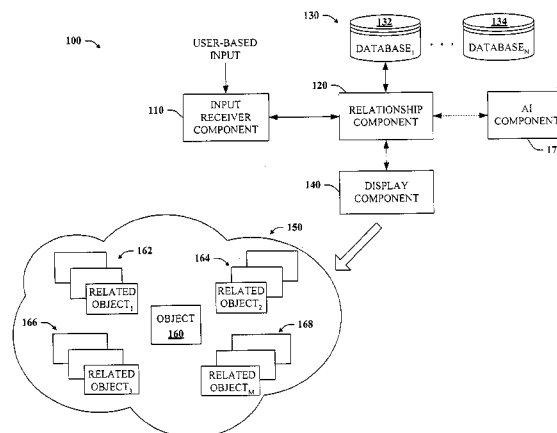 130
132
134
100
USER-BASED
INPUT
DATABASE1
. . .
DATABASEN
120
110
INPUT
RECEIVER
COMPONENT
RELATIONSHIP
COMPONENT
AI
COMPONENT
140
DISPLAY
COMPONENT
150
162
164
RELATED
OBJECT1
RELATED
OBJECT2
OBJECT
160
166
168
RELATED
OBJECT3
RELATED
OBJECTM